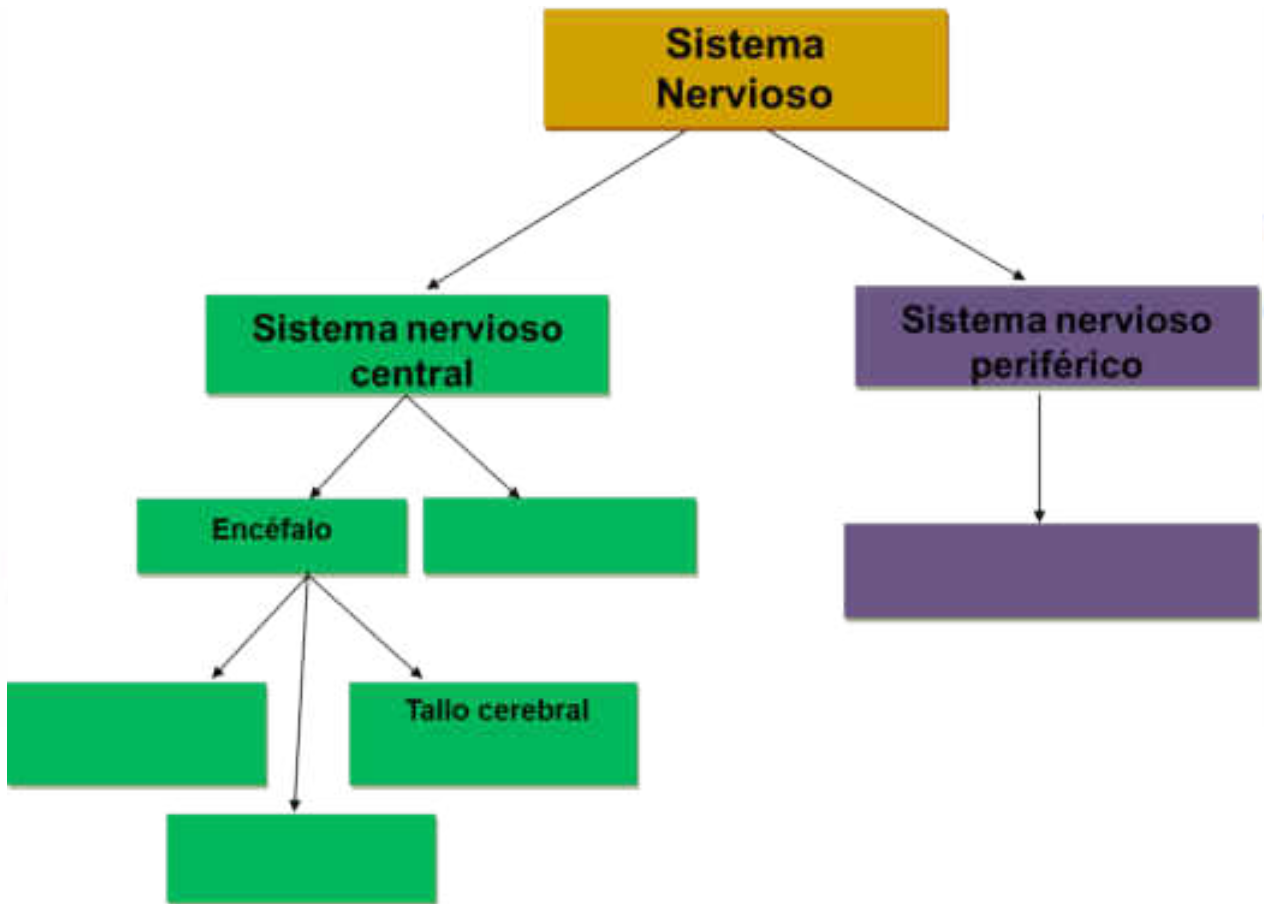 Sistema
Nervioso
Sistema nervioso
central
Sistema nervioso
periférico
Encéfalo
Tallo cerebral